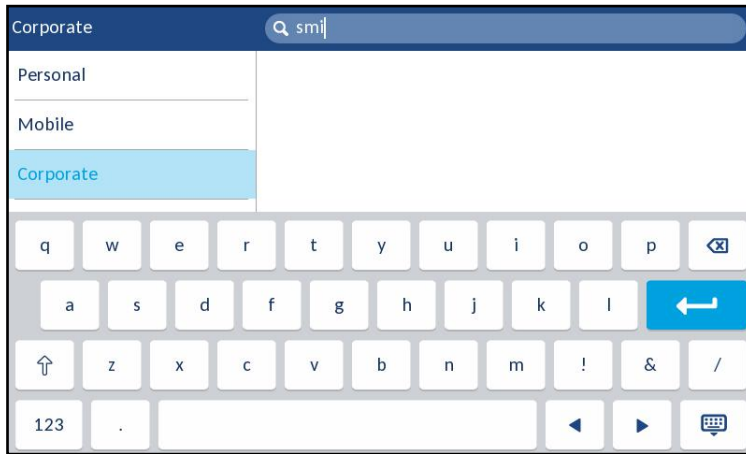 Corporate smi
Personal
Mobile
Corporate
q w e r t y u i o p
a s d f g h j k l
z x c v b n m ! & /
123 .